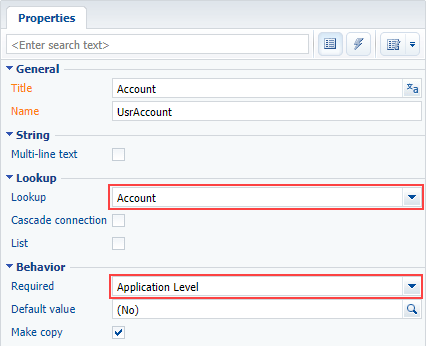 Properties
<Enter search text>
General
Title Account
Name UsrAccount
String
Multi-line text
Lookup
Lookup Account
Cascade connection
List
Behavior
Required Application Level
Default value (No)
Make copy